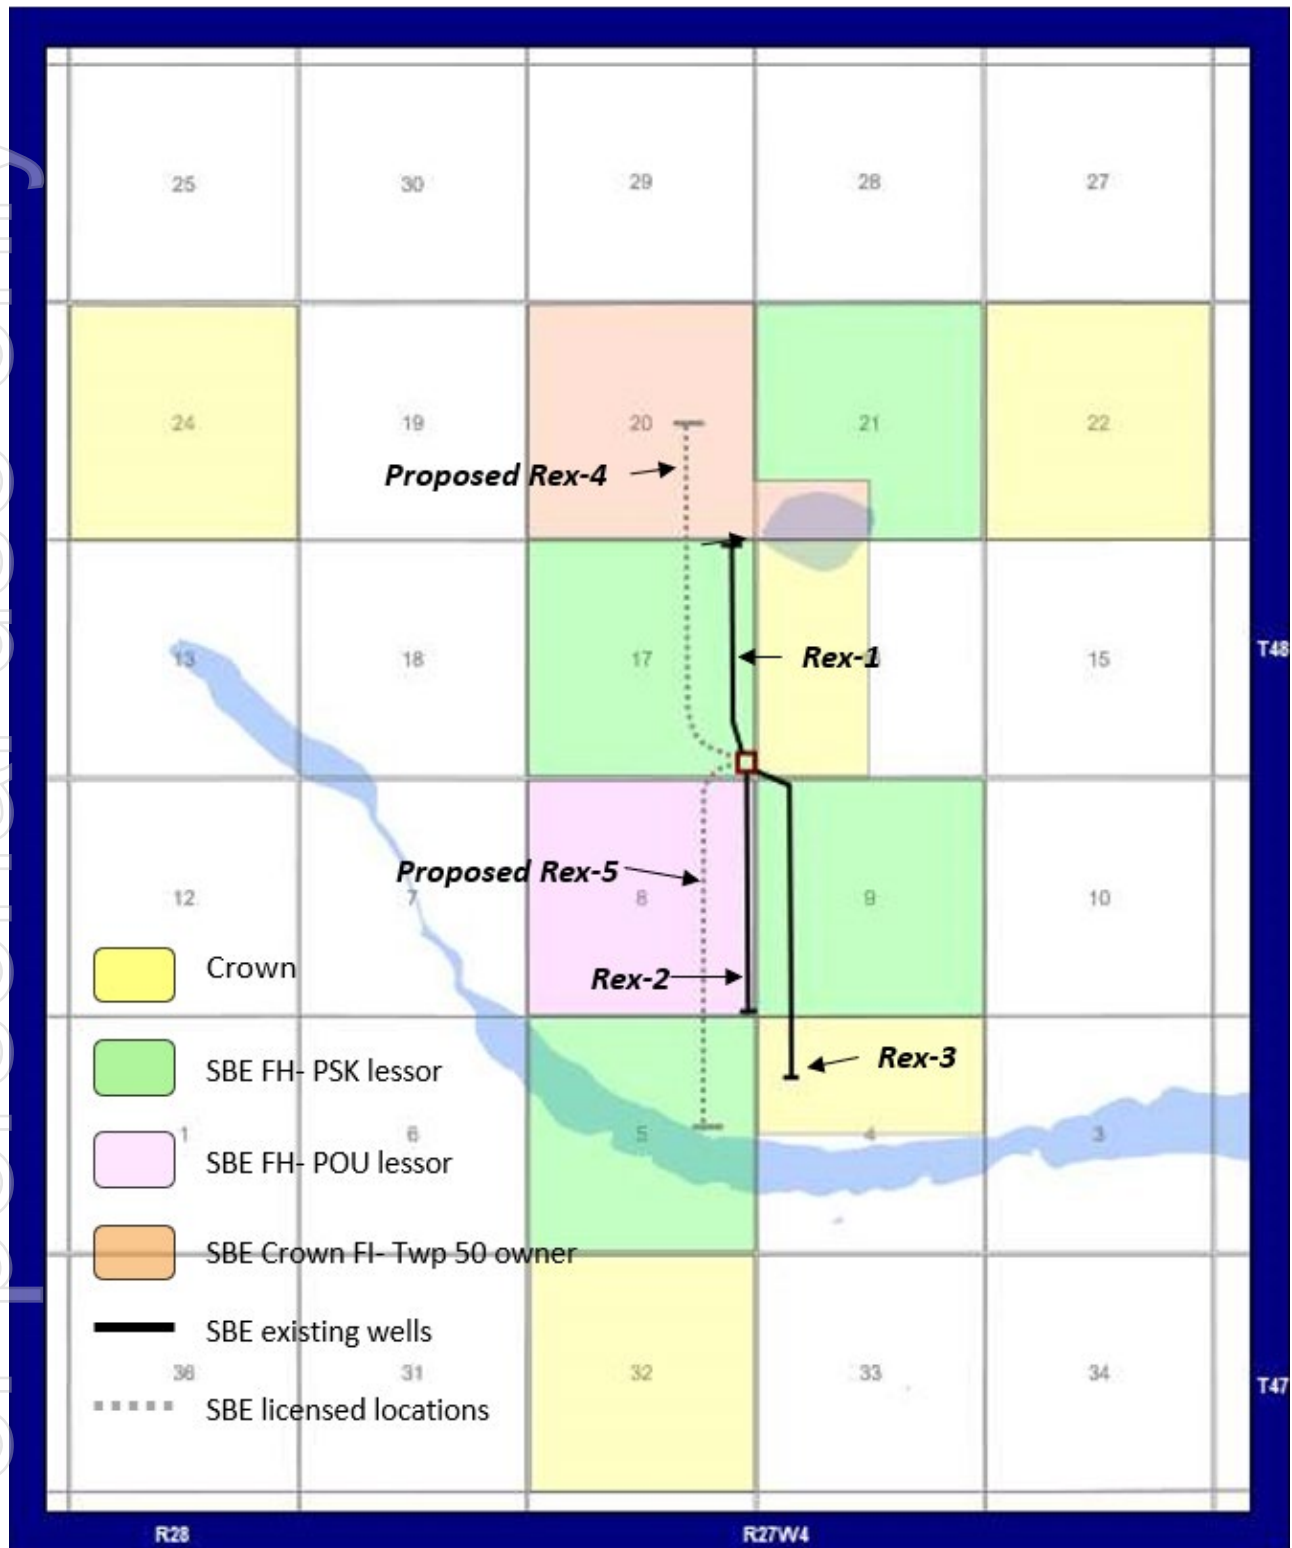 25 30 29 28 27
24 19 20 21 22
Proposed Rex-4
13 18 17 Rex-1 15
T48
Proposed Rex-5
12 7 8 9 10
Crown
Rex-2
Rex-3
SBE FH- PSK lessor
1 6 5 4 3
SBE FH- POU lessor
SBE Crown FI- Twp 50 owner
SBE existing wells
36 31 32 33 34
T47
SBE licensed locations
R28 R27W4